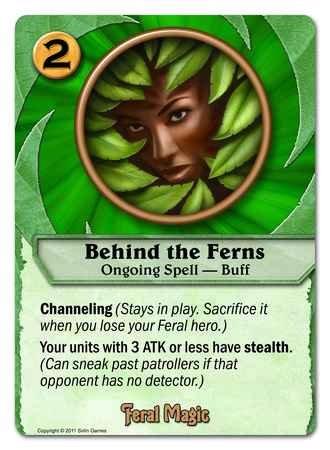 2
Behind the Ferns
Ongoing Spell — Buff
Channeling (Stays in play. Sacrifice it
when you lose your Feral hero.)
Your units with 3 ATK or less have stealth.
(Can sneak past patrollers if that
opponent has no detector.)
Feral Magic
Copyright © 2011 Sirlin Games